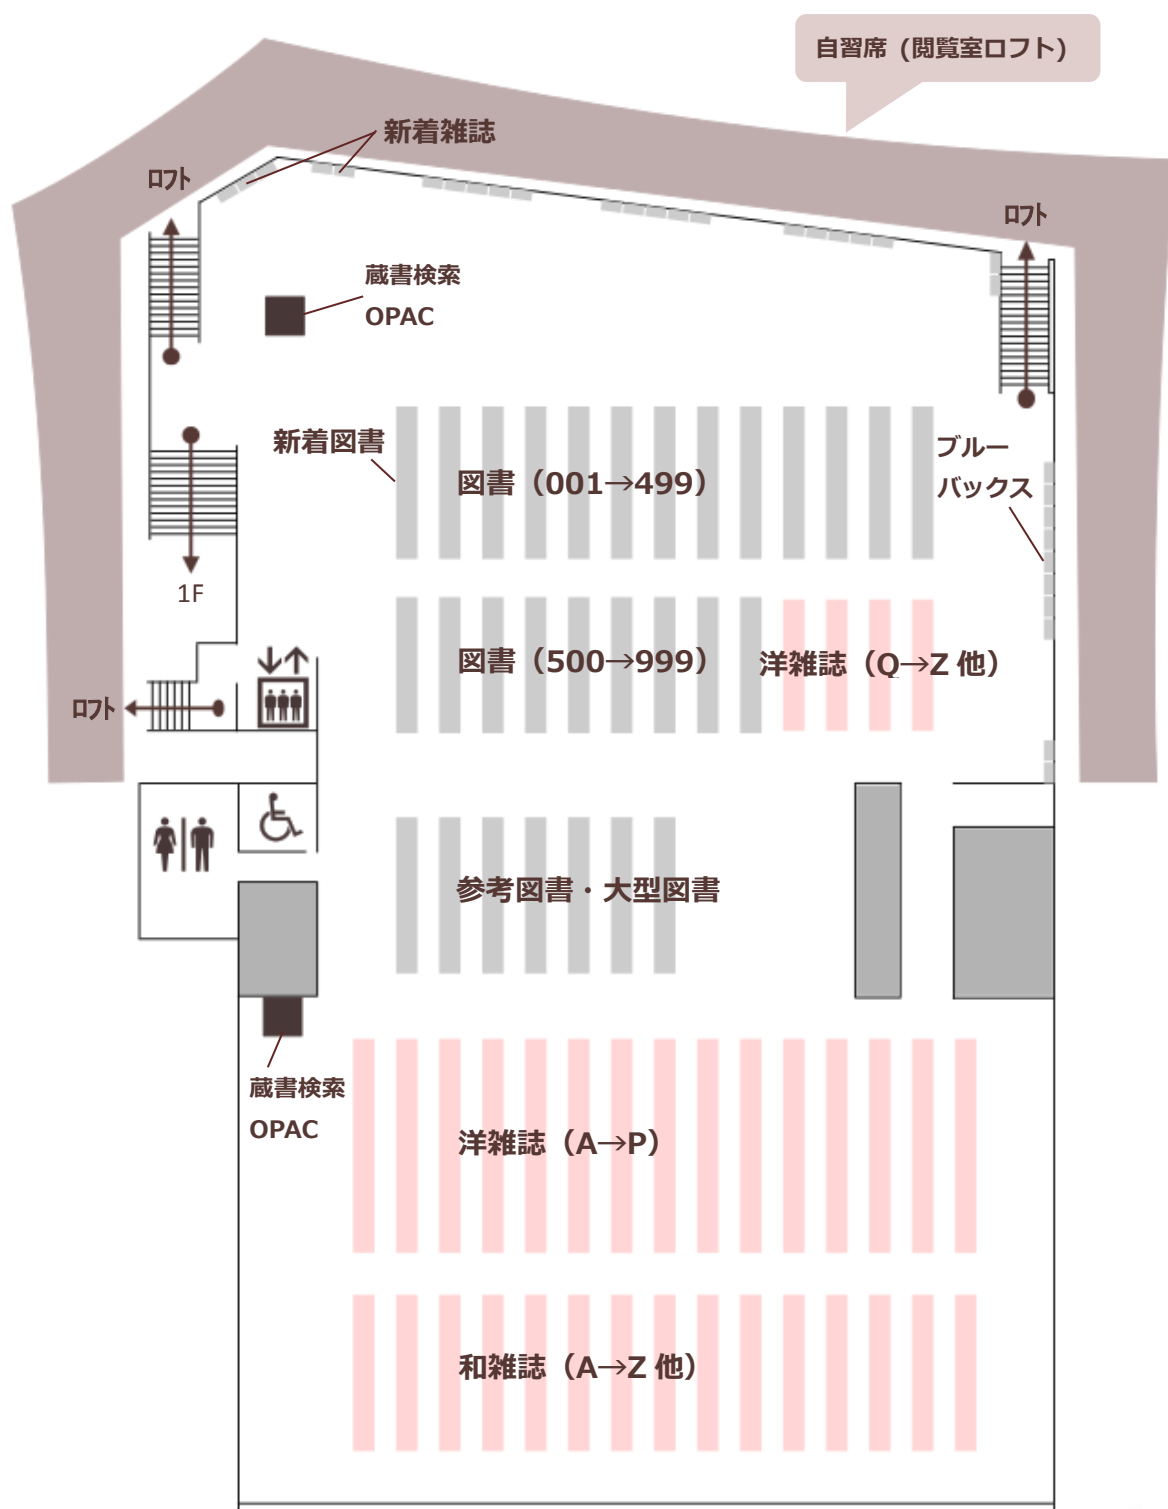 自習席 (閲覧室ロフト)
新着雑誌
ロフト
ロフト
蔵書検索
OPAC
新着図書
図書（001→499）
ブルー
バックス
1F
図書（500→999）
洋雑誌（Q→Z 他）
ロフト
参考図書・大型図書
蔵書検索
OPAC
洋雑誌（A→P）
和雑誌（A→Z 他）